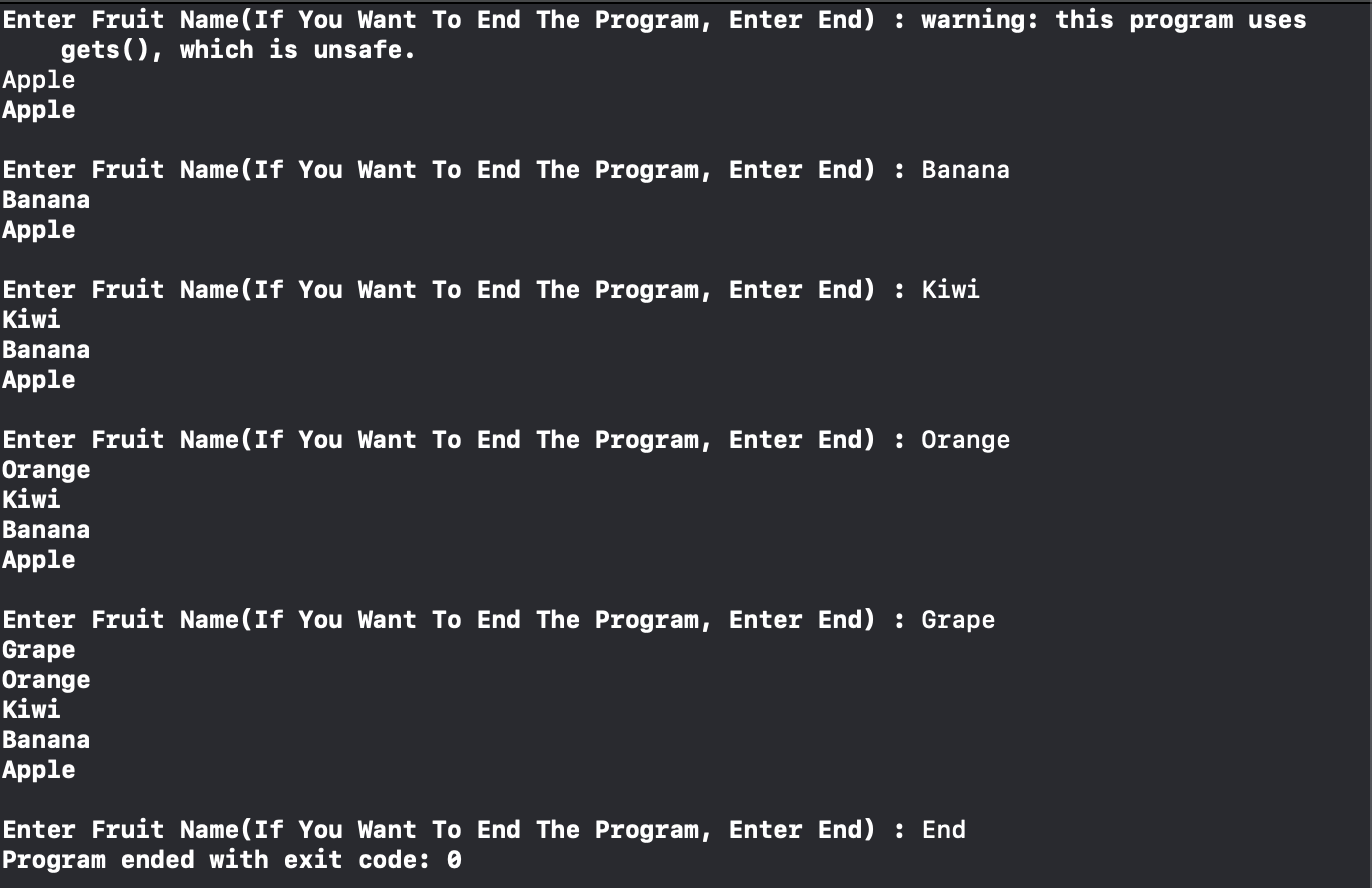 Enter Fruit Name(If You Want To End The Program, Enter End) : warning: this program uses
gets(), which is unsafe.
Apple
Apple
Enter Fruit Name(If You Want To End The Program, Enter End) : Banana
Banana
Apple
Enter Fruit Name(If You Want To End The Program, Enter End) : Kiwi
Kiwi
Banana
Apple
Enter Fruit Name(If You Want To End The Program, Enter End) : Orange
Orange
Kiwi
Banana
Apple
Enter Fruit Name(If You Want To End The Program, Enter End) : Grape
Grape
Orange
Kiwi
Banana
Apple
Enter Fruit Name(If You Want To End The Program, Enter End) : End
Program ended with exit code: 0